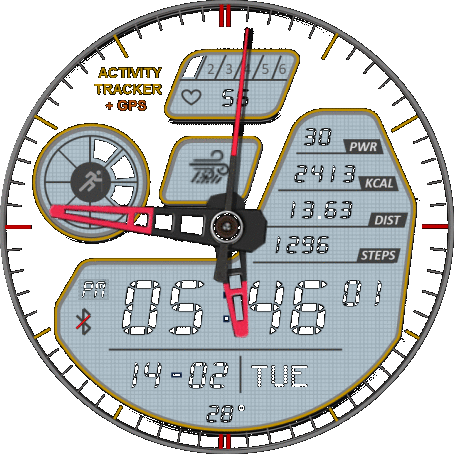 ACTIVITY
TRACKER
+ GPS
1 2 3 4 5 6
30 PWR
2413 KCAL
13.63 DIST
1296 STEPS
AM 05:46 01
14-02 TUE
28°